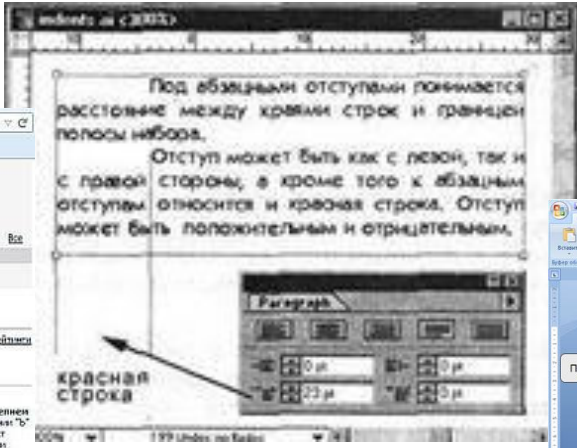 indents.ai @ 300%
Под абзацными отступами понимается
расстояние между краями строк и границей
полосы набора.
Отступ может быть как с левой, так и
с правой стороны, а кроме того к абзацным
отступам относится и красная строка. Отступ
может быть положительным и отрицательным.
Paragraph
0 pt
0 pt
23 pt
0 pt
красная
строка
Все